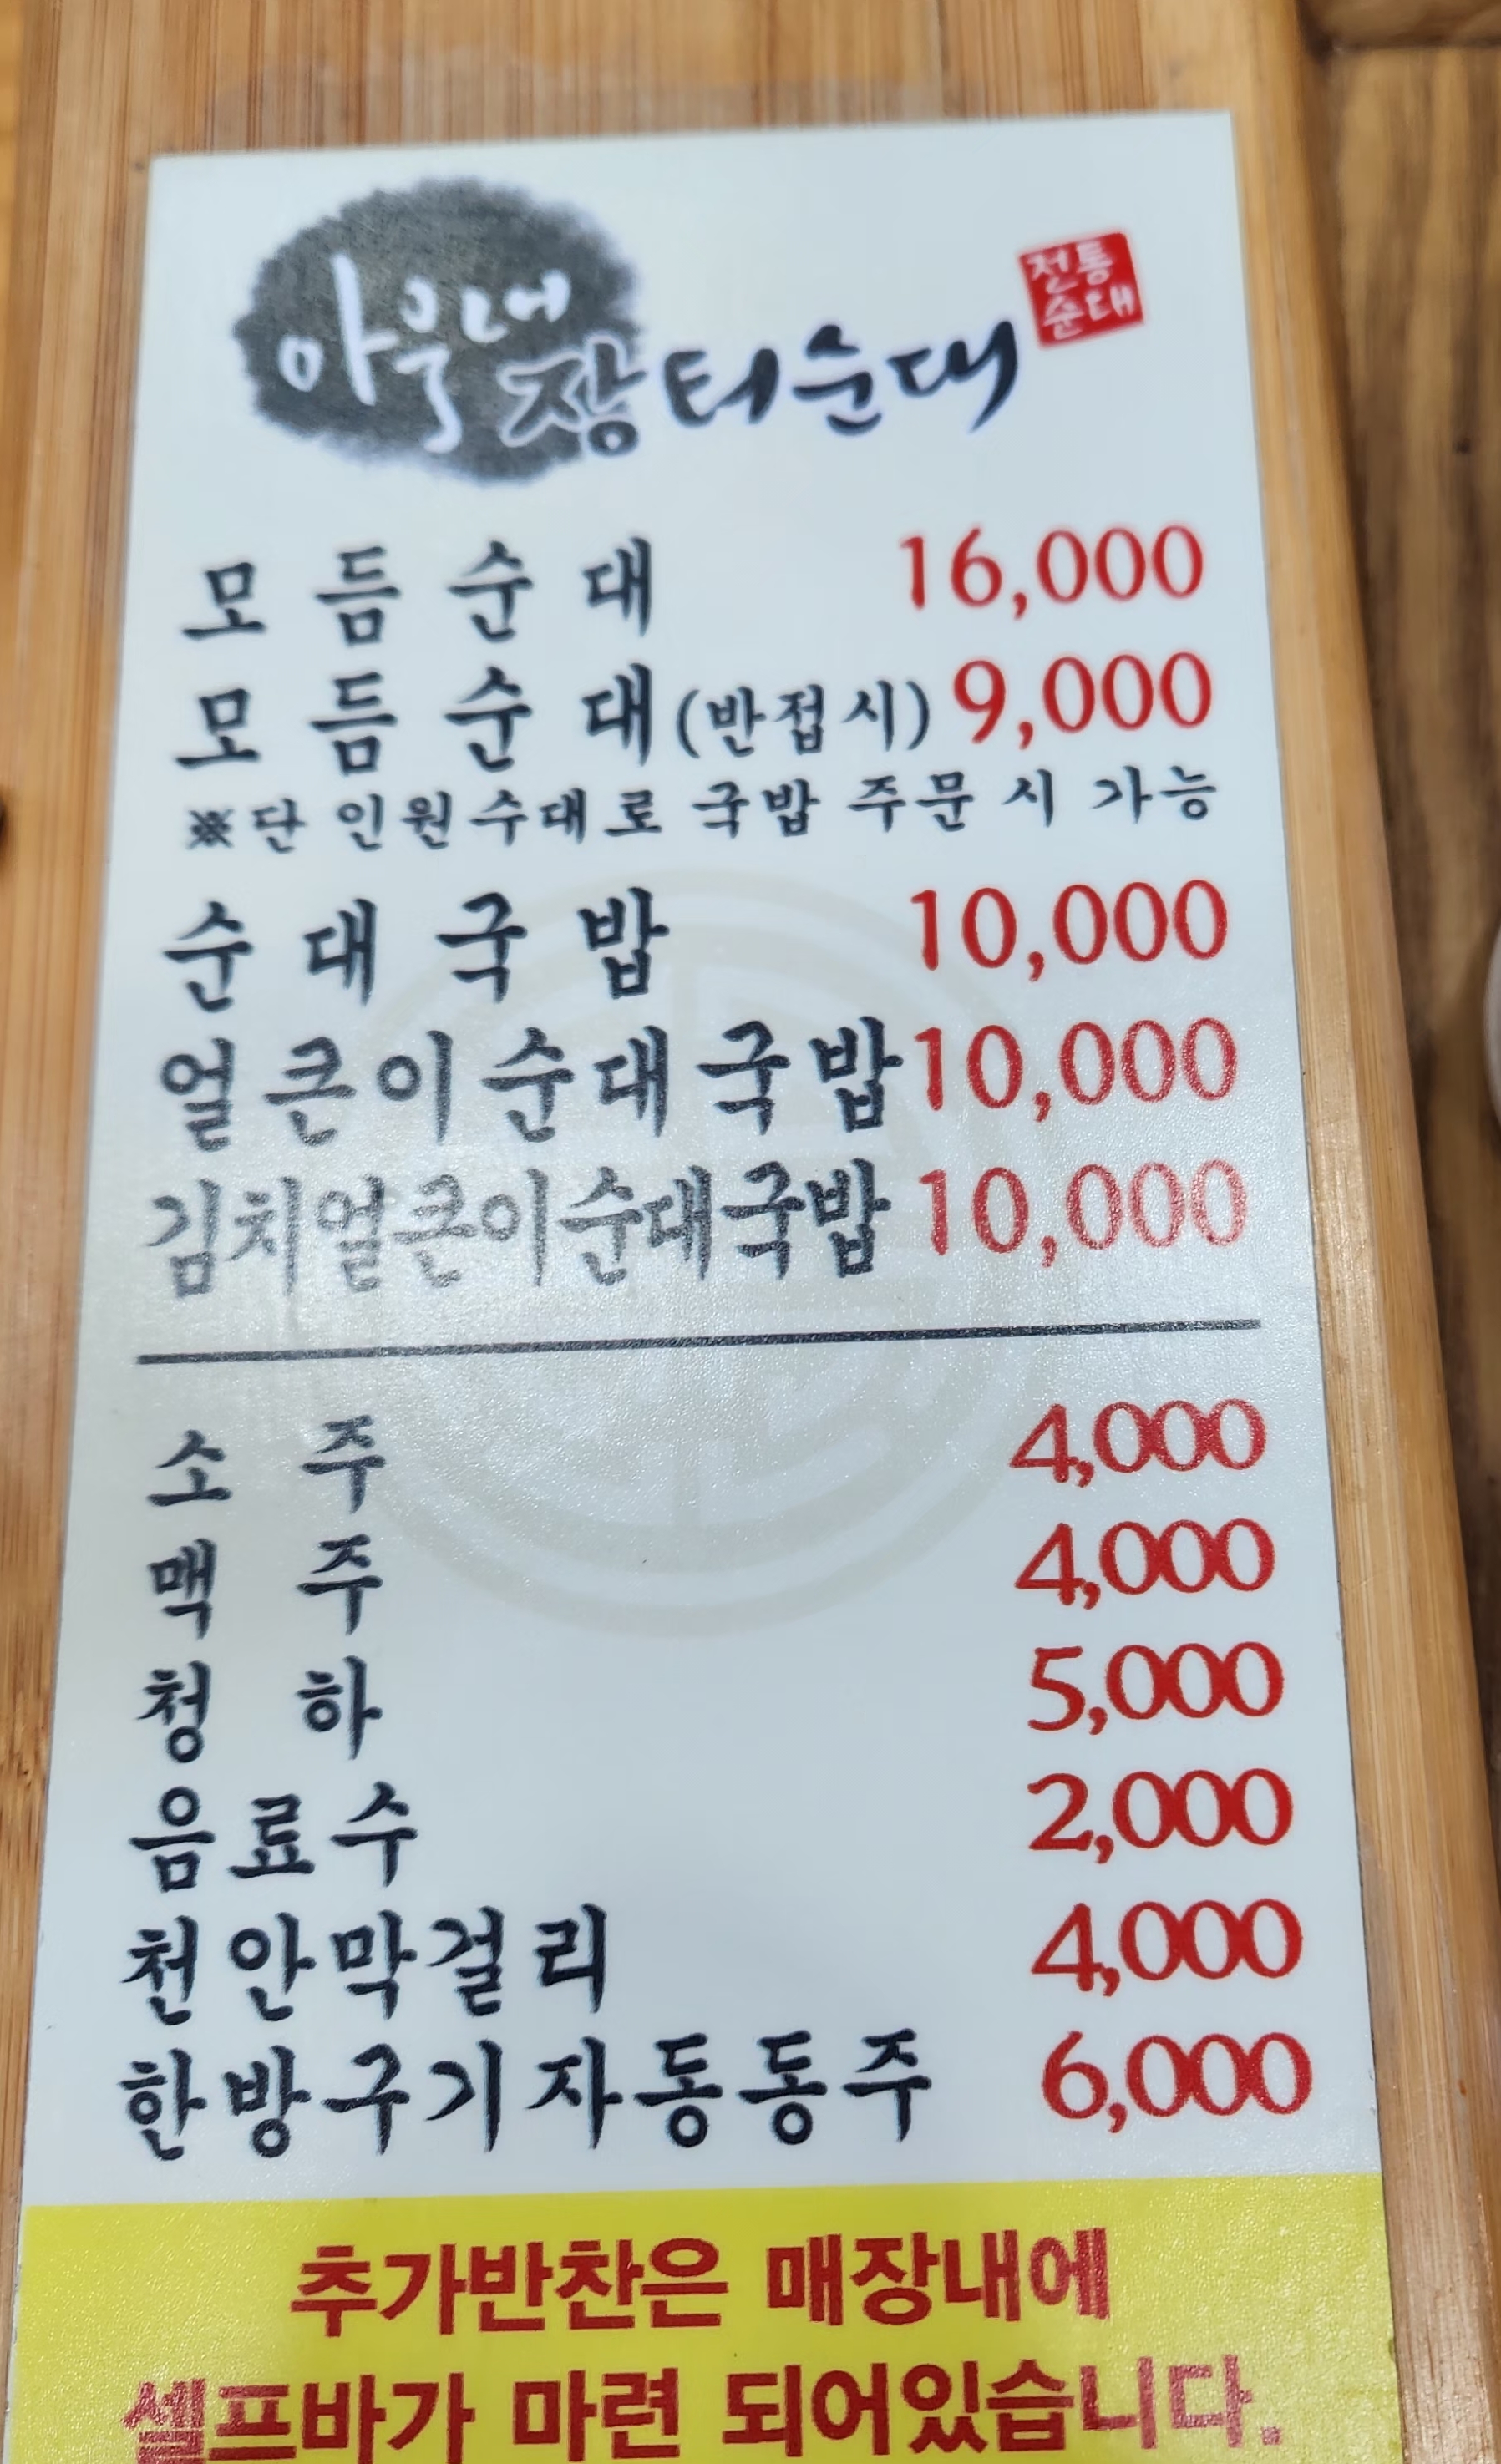 아우내 장터순대
전통
순대
모듬순대 16,000
모듬순대(반접시) 9,000
※단 인원수대로 국밥 주문 시 가능
순대국밥 10,000
얼큰이순대국밥 10,000
김치얼큰이순대국밥 10,000
소주 4,000
맥주 4,000
청하 5,000
음료수 2,000
천안막걸리 4,000
한방구기자동동주 6,000
추가반찬은 매장내에
셀프바가 마련 되어있습니다.